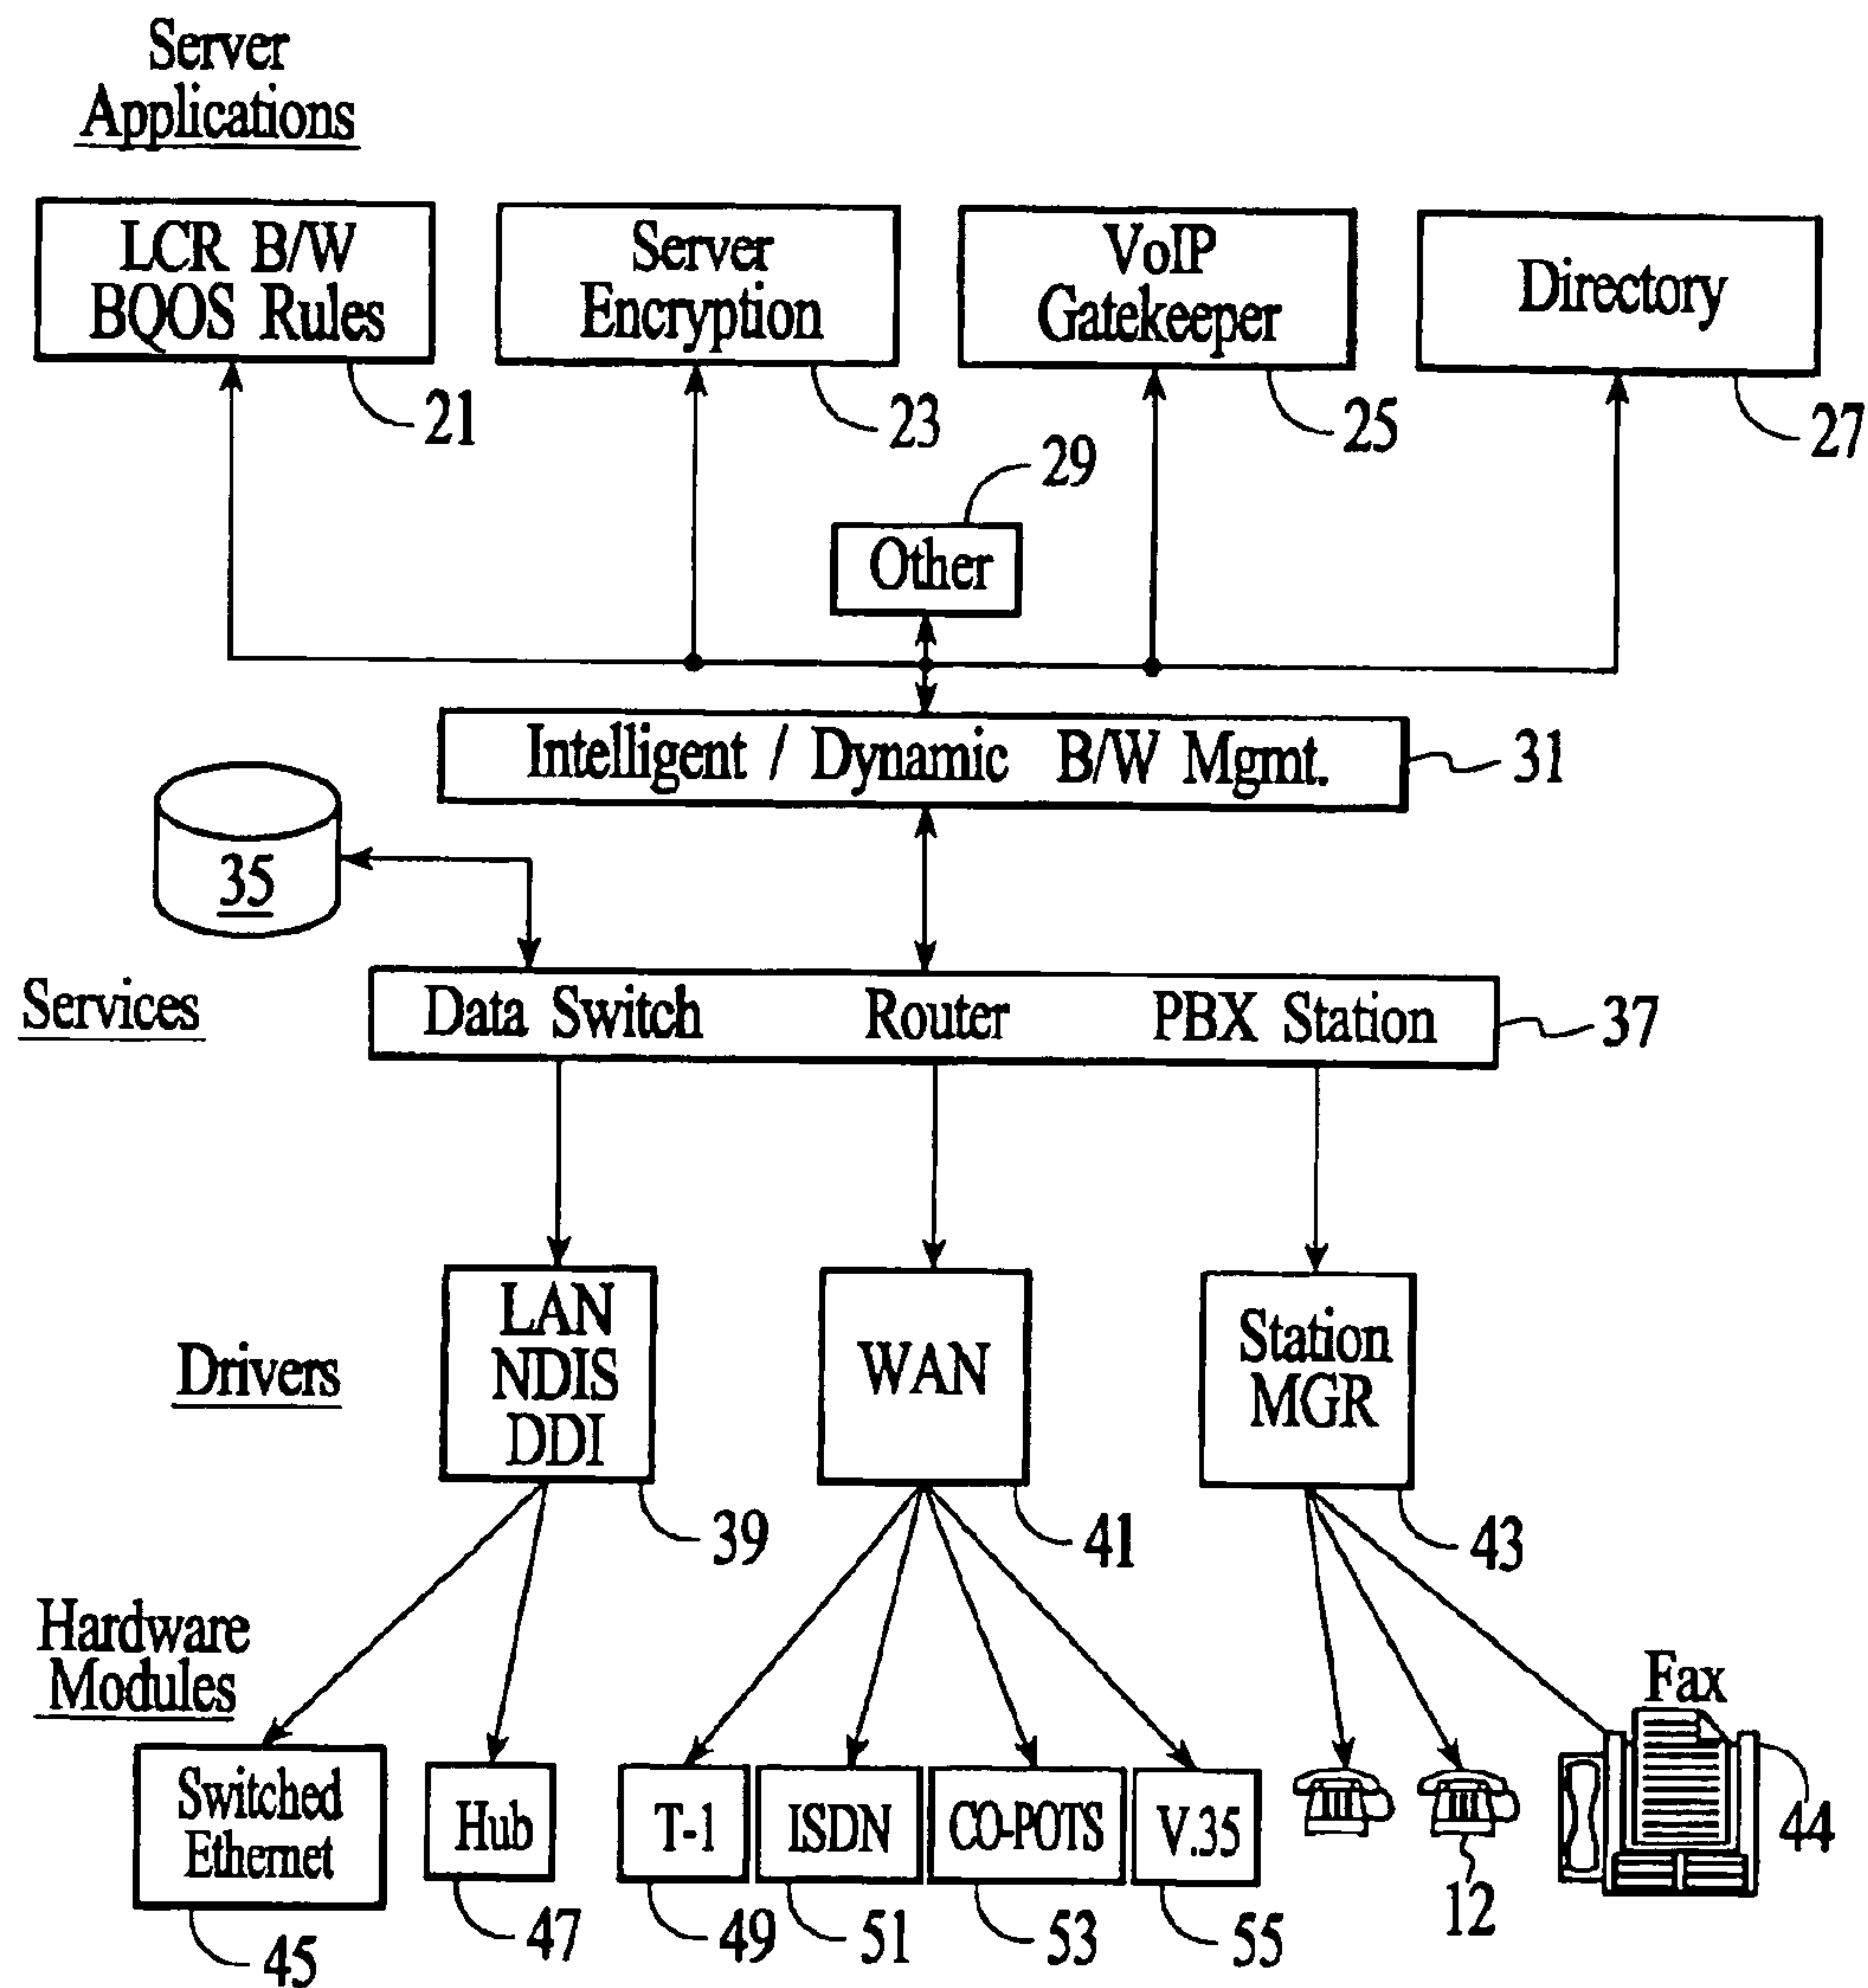 Server
Applications
LCR B/W
BQOS Rules
Server
Encryption
VoIP
Gatekeeper
Directory
21
23
25
27
29
Other
Intelligent / Dynamic B/W Mgmt.
31
35
Services
Data Switch Router PBX Station
37
Drivers
LAN
NDIS
DDI
WAN
Station
MGR
39
41
43
Hardware
Modules
Fax
Switched
Ethernet
Hub
T-1
ISDN
CO-POTS
V.35
44
12
45
47
49
51
53
55